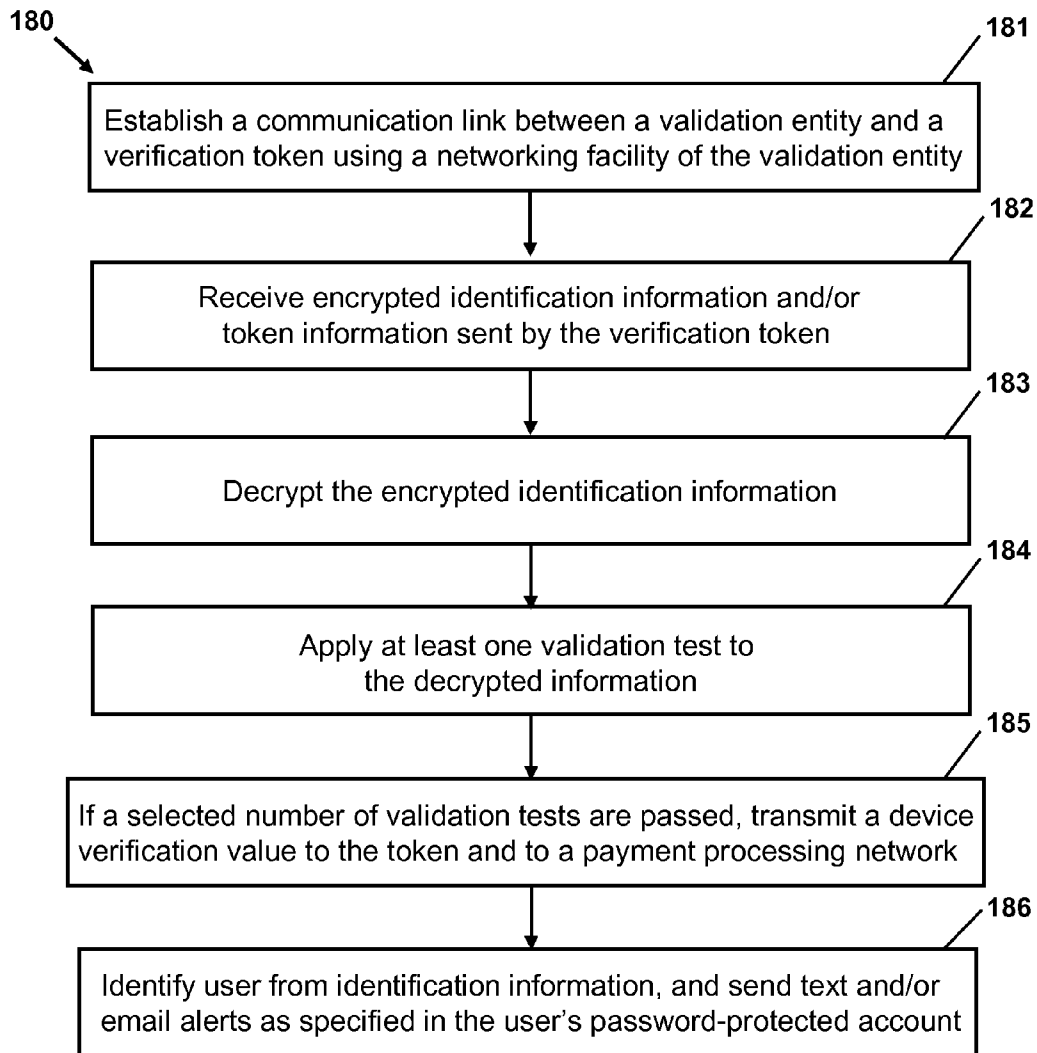 180
181
Establish a communication link between a validation entity and a
verification token using a networking facility of the validation entity
182
Receive encrypted identification information and/or
token information sent by the verification token
183
Decrypt the encrypted identification information
184
Apply at least one validation test to
the decrypted information
185
If a selected number of validation tests are passed, transmit a device
verification value to the token and to a payment processing network
186
Identify user from identification information, and send text and/or
email alerts as specified in the user's password-protected account